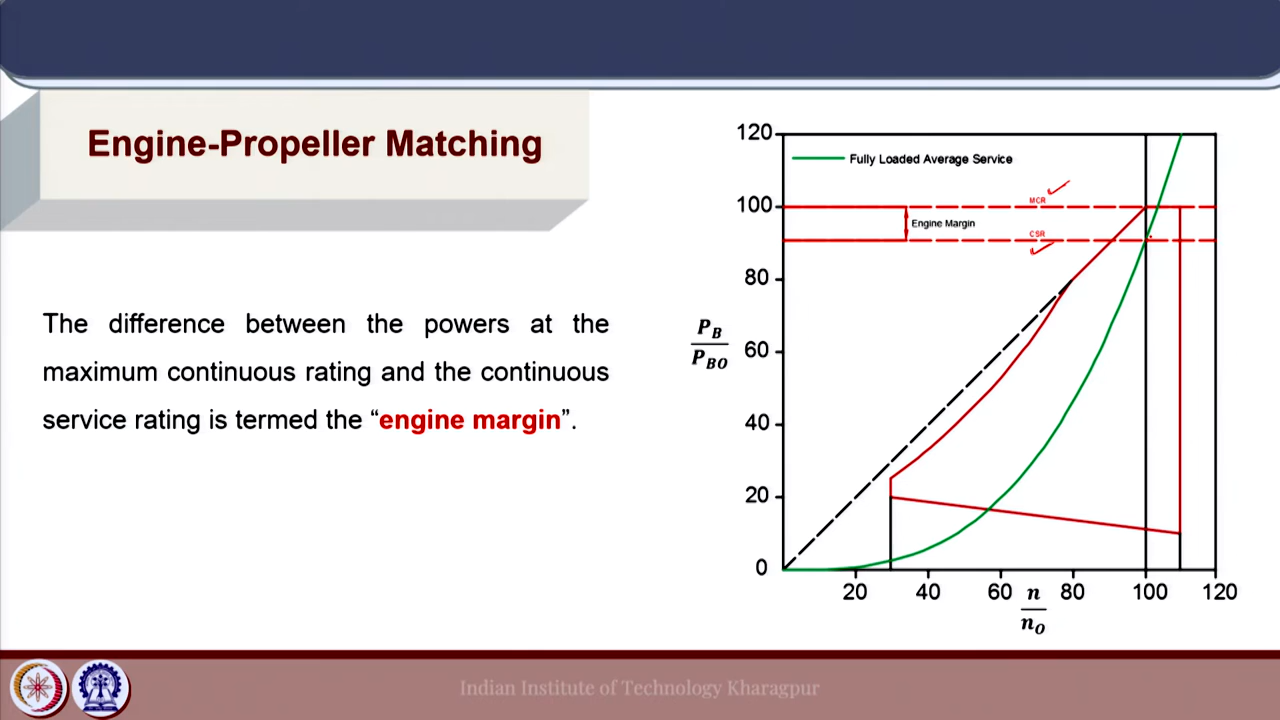 Engine-Propeller Matching
The difference between the powers at the
maximum continuous rating and the continuous
service rating is termed the “engine margin”.
120
Fully Loaded Average Service
MCR
100
Engine Margin
CSR
80
P_B
P_BO
60
40
20
0
20 40 60 n 80 100 120
n_O
Indian Institute of Technology Kharagpur